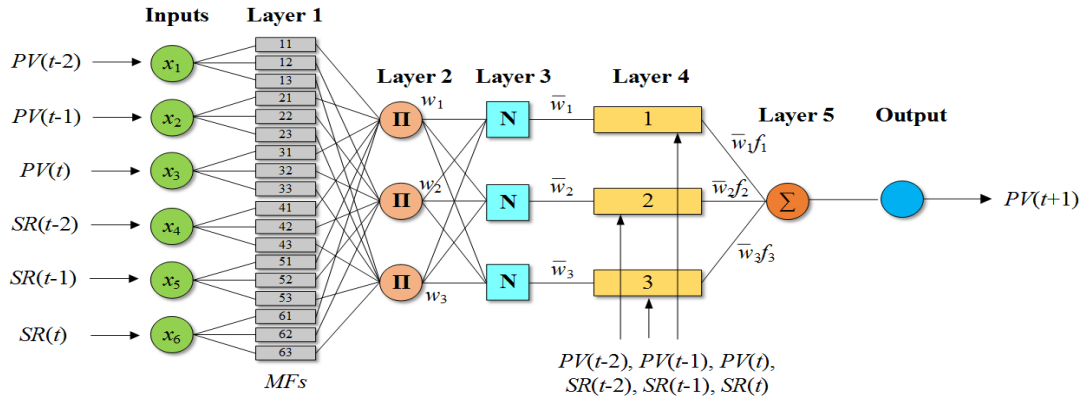 Inputs
Layer 1
Layer 2
Layer 3
Layer 4
Layer 5
Output
PV(t-2)
PV(t-1)
PV(t)
SR(t-2)
SR(t-1)
SR(t)
x1
x2
x3
x4
x5
x6
11
12
13
21
22
23
31
32
33
41
42
43
51
52
53
61
62
63
MFs
Π
Π
Π
w1
w2
w3
N
N
N
w̅1
w̅2
w̅3
1
2
3
w̅1f1
w̅2f2
w̅3f3
Σ
PV(t+1)
PV(t-2), PV(t-1), PV(t),
SR(t-2), SR(t-1), SR(t)